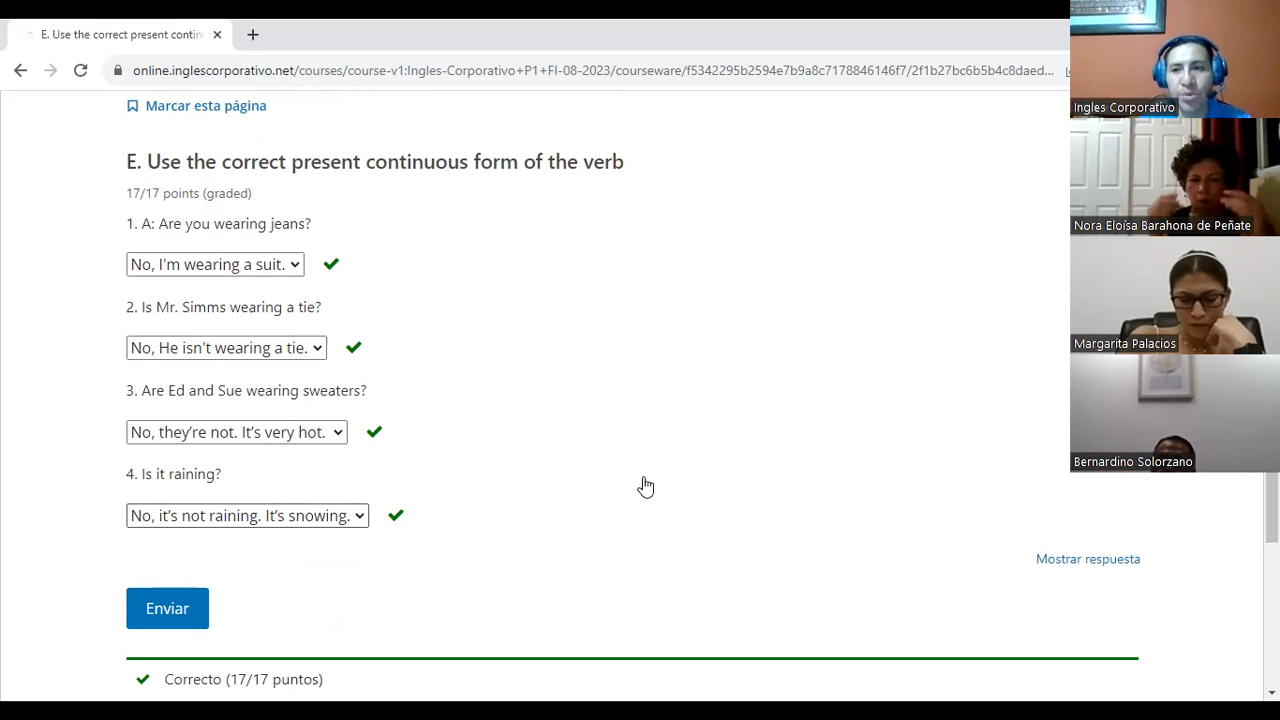 E. Use the correct present contin
online.inglescorporativo.net/courses/course-v1:Ingles-Corporativo+P1+FI-08-2023/courseware/f5342295b2594e7b9a8c7178846146f7/2f1b27bc6b5b4c8daed...
Ingles Corporativo
Marcar esta página
E. Use the correct present continuous form of the verb
17/17 points (graded)
1. A: Are you wearing jeans?
Nora Eloísa Barahona de Peñate
No, I'm wearing a suit.
2. Is Mr. Simms wearing a tie?
No, He isn't wearing a tie.
Margarita Palacios
3. Are Ed and Sue wearing sweaters?
No, they're not. It's very hot.
Bernardino Solorzano
4. Is it raining?
No, it's not raining. It's snowing.
Mostrar respuesta
Enviar
Correcto (17/17 puntos)